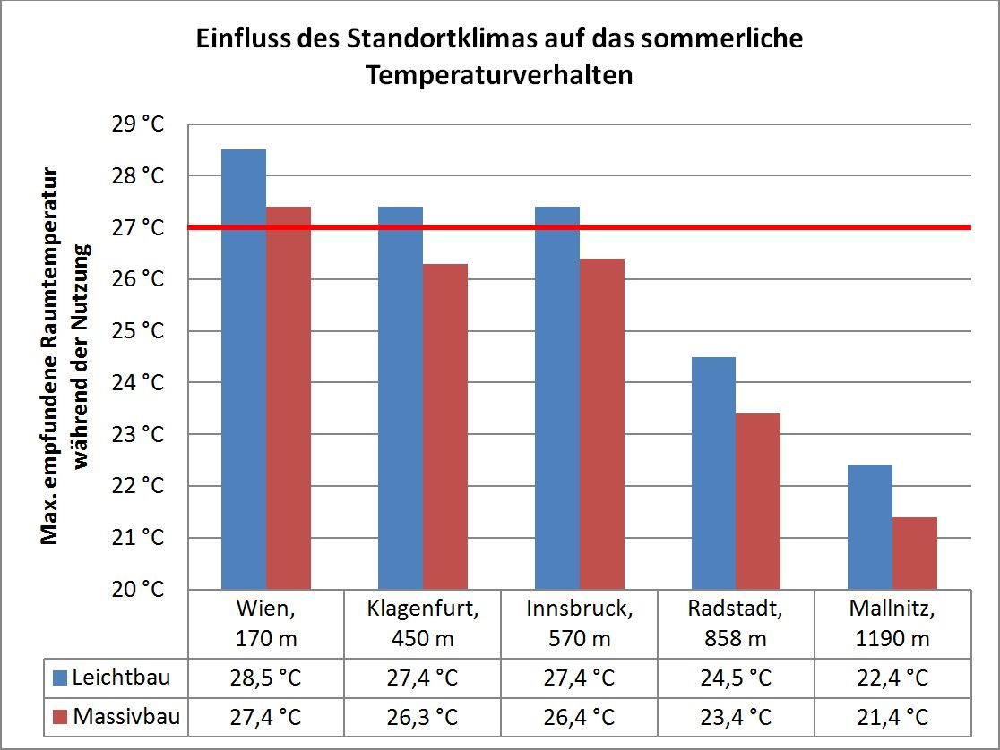 Einfluss des Standortklimas auf das sommerliche
Temperaturverhalten
Max. empfundene Raumtemperatur
während der Nutzung
29 °C
28 °C
27 °C
26 °C
25 °C
24 °C
23 °C
22 °C
21 °C
20 °C
Wien,
170 m
Klagenfurt,
450 m
Innsbruck,
570 m
Radstadt,
858 m
Mallnitz,
1190 m
Leichtbau 28,5 °C 27,4 °C 27,4 °C 24,5 °C 22,4 °C
Massivbau 27,4 °C 26,3 °C 26,4 °C 23,4 °C 21,4 °C